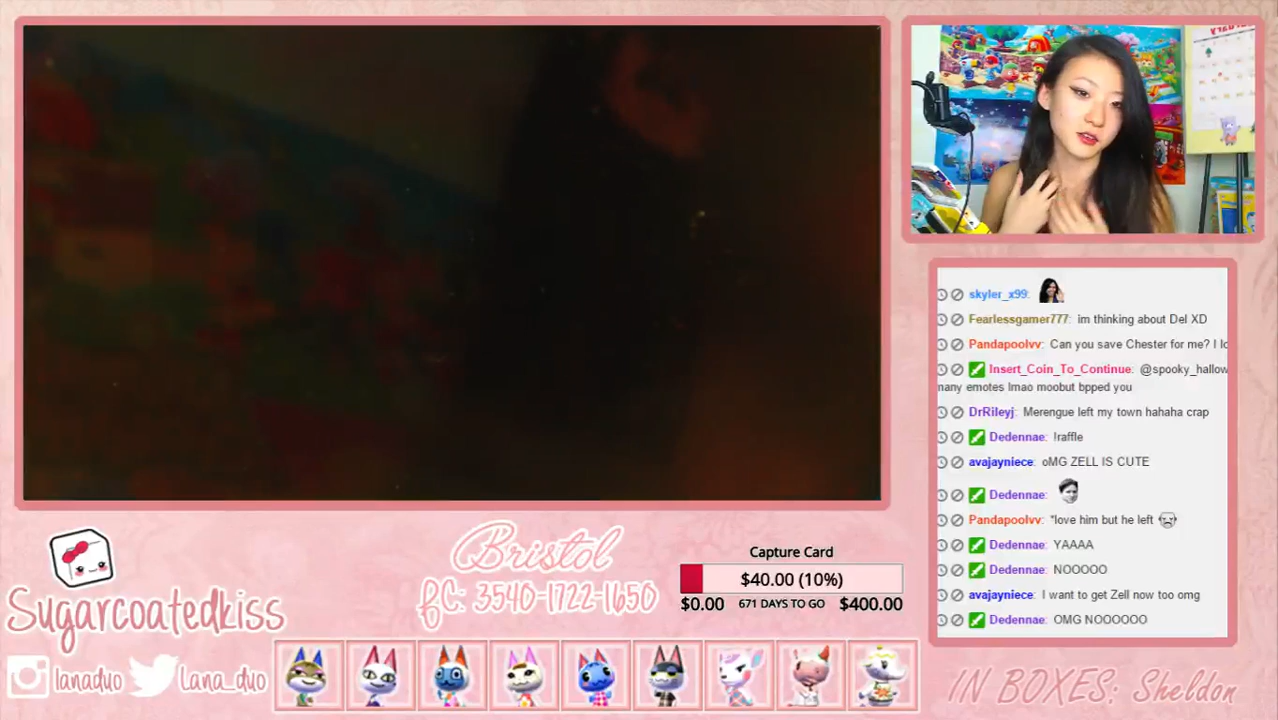 skyler_x99:
Fearlessgamer777: im thinking about Del XD
Pandapoolvv: Can you save Chester for me? I lo
Insert_Coin_To_Continue: @spooky_hallow
many emotes lmao moobut bpped you
DrRileyj: Merengue left my town hahaha crap
Dedennae: !raffle
avajayniece: oMG ZELL IS CUTE
Dedennae:
Pandapoolvv: *love him but he left
Dedennae: YAAAA
Dedennae: NOOOOO
avajayniece: I want to get Zell now too omg
Dedennae: OMG NOOOOOO
Sugarcoatedkiss
lanaduo
Lana_duo
Bristol
fC: 3540-1722-1650
Capture Card
$40.00 (10%)
$0.00 671 DAYS TO GO $400.00
IN BOXES: Sheldon